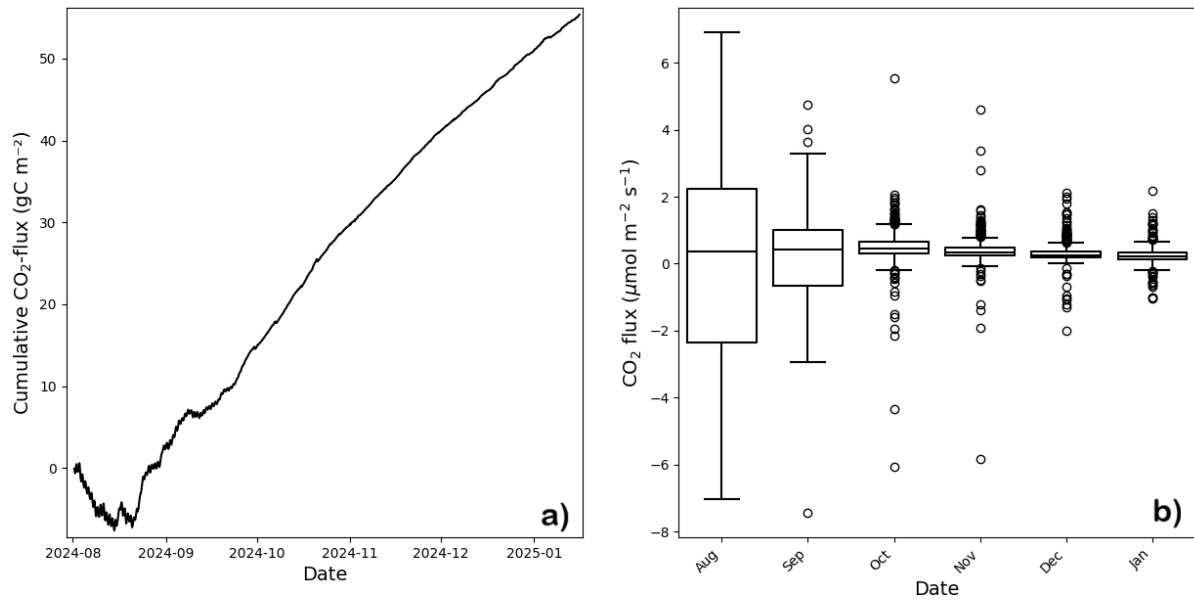 Cumulative CO₂-flux (gC m⁻²)
50
40
30
20
10
0
2024-08 2024-09 2024-10 2024-11 2024-12 2025-01
Date
a)
CO₂ flux (μmol m⁻² s⁻¹)
6
4
2
0
−2
−4
−6
−8
Aug Sep Oct Nov Dec Jan
Date
b)